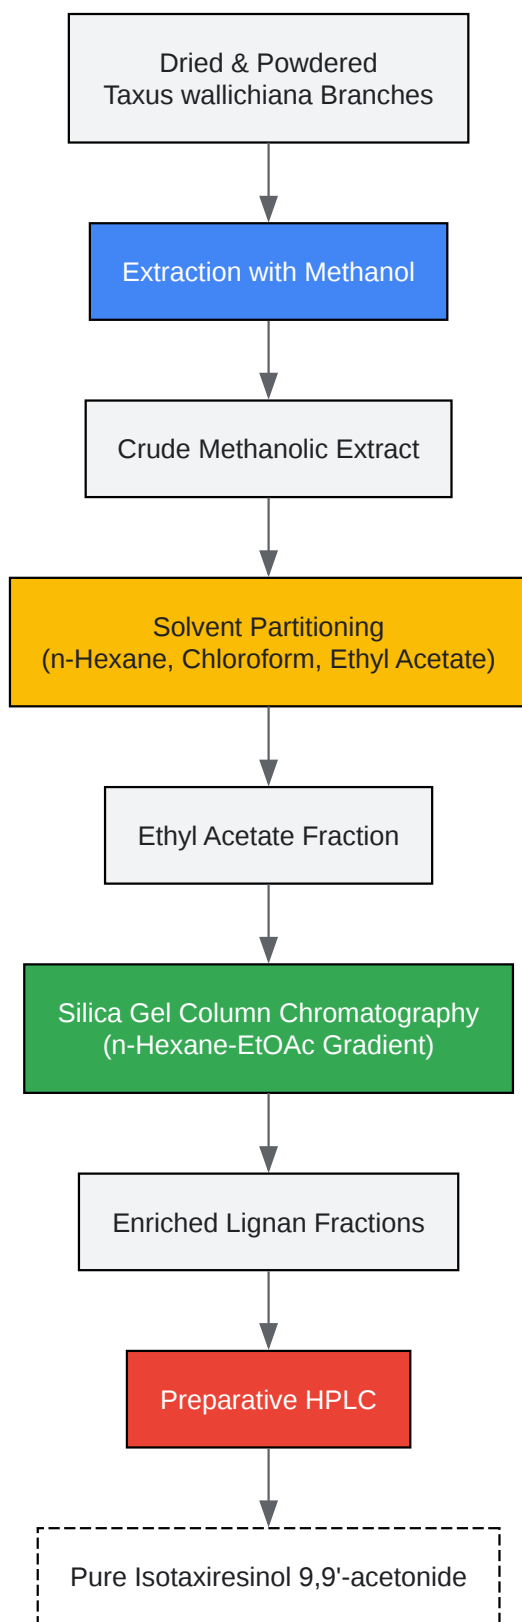 Dried & Powdered
Taxus wallichiana Branches
Extraction with Methanol
Crude Methanolic Extract
Solvent Partitioning
(n-Hexane, Chloroform, Ethyl Acetate)
Ethyl Acetate Fraction
Silica Gel Column Chromatography
(n-Hexane-EtOAc Gradient)
Enriched Lignan Fractions
Preparative HPLC
Pure Isotaxiresinol 9,9'-acetonide